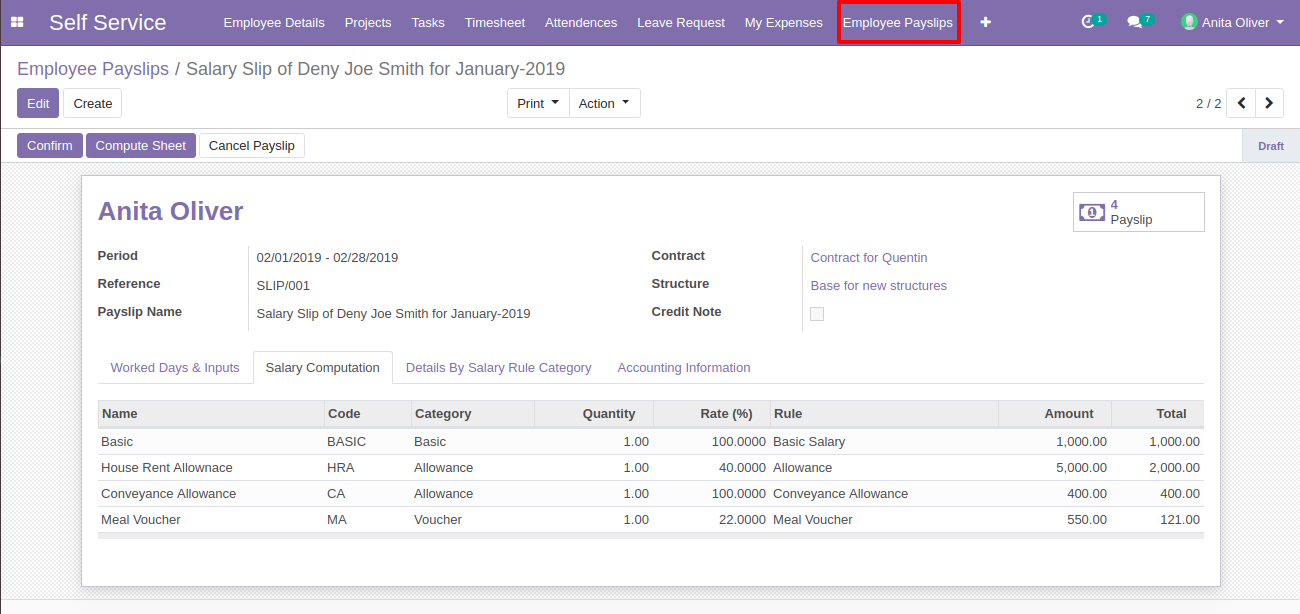 Self Service Employee Details Projects Tasks Timesheet Attendences Leave Request My Expenses Employee Payslips 1 7 Anita Oliver
Employee Payslips / Salary Slip of Deny Joe Smith for January-2019
Edit Create Print Action 2 / 2
Confirm Compute Sheet Cancel Payslip Draft
Anita Oliver
1 4
Payslip
Period 02/01/2019 - 02/28/2019 Contract Contract for Quentin
Reference SLIP/001 Structure Base for new structures
Payslip Name Salary Slip of Deny Joe Smith for January-2019 Credit Note
Worked Days & Inputs Salary Computation Details By Salary Rule Category Accounting Information
Name Code Category Quantity Rate (%) Rule Amount Total
Basic BASIC Basic 1.00 100.0000 Basic Salary 1,000.00 1,000.00
House Rent Allownace HRA Allowance 1.00 40.0000 Allowance 5,000.00 2,000.00
Conveyance Allowance CA Allowance 1.00 100.0000 Conveyance Allowance 400.00 400.00
Meal Voucher MA Voucher 1.00 22.0000 Meal Voucher 550.00 121.00